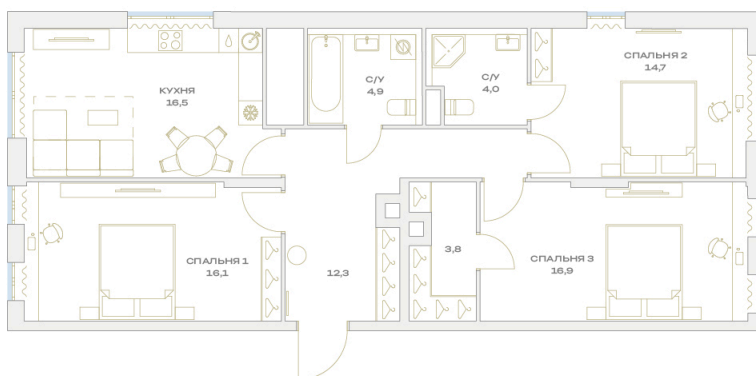 КУХНЯ
16,5
С/У
4,9
С/У
4,0
СПАЛЬНЯ 2
14,7
СПАЛЬНЯ 1
16,1
12,3
3,8
СПАЛЬНЯ 3
16,9